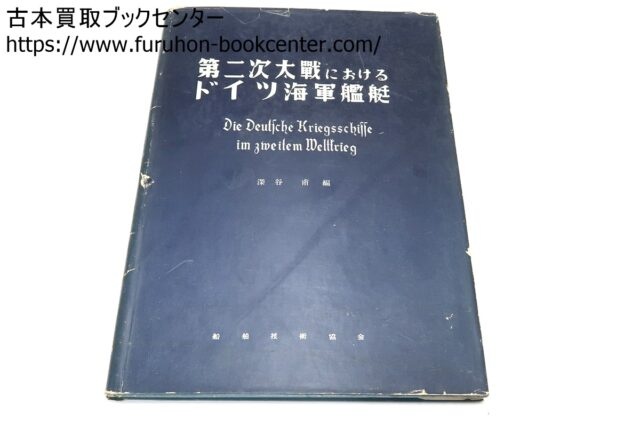 古本買取ブックセンター
https://www.furuhon-bookcenter.com/
第二次大戰における
ドイツ海軍艦艇
Die Deutsche Kriegsschiffe
im zweitem Weltkrieg
深谷 甫 編
船舶技術協会